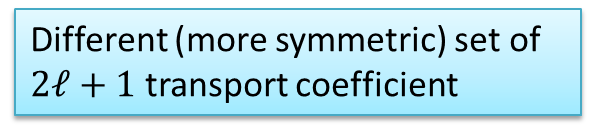 Different (more symmetric) set of
2ℓ + 1 transport coefficient